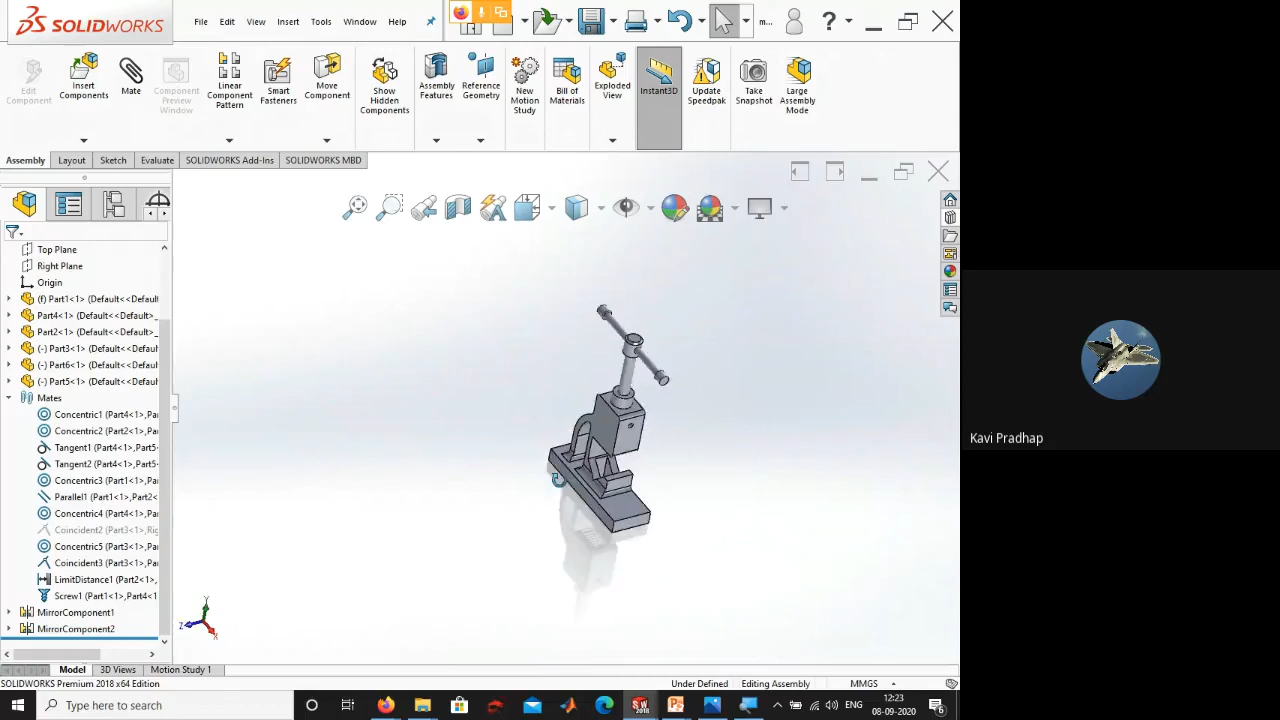 SOLIDWORKS
File
Edit
View
Insert
Tools
Window
Help
m...
?
Edit
Component
Insert
Components
Mate
Component
Preview
Window
Linear
Component
Pattern
Smart
Fasteners
Move
Component
Show
Hidden
Components
Assembly
Features
Reference
Geometry
New
Motion
Study
Bill of
Materials
Exploded
View
Instant3D
Update
Speedpak
Take
Snapshot
Large
Assembly
Mode
Assembly
Layout
Sketch
Evaluate
SOLIDWORKS Add-Ins
SOLIDWORKS MBD
Top Plane
Right Plane
Origin
(f) Part1<1> (Default<<Default
Part4<1> (Default<<Default>_
Part2<1> (Default<<Default>_
(-) Part3<1> (Default<<Defaul
(-) Part6<1> (Default<<Defaul
(-) Part5<1> (Default<<Defaul
Mates
Concentric1 (Part4<1>,Pa
Concentric2 (Part2<1>,Pa
Tangent1 (Part4<1>,Part5
Tangent2 (Part4<1>,Part5
Concentric3 (Part1<1>,Pa
Parallel1 (Part1<1>,Part2<
Concentric4 (Part4<1>,Pa
Coincident2 (Part3<1>,Rig
Concentric5 (Part3<1>,Pa
Coincident3 (Part3<1>,Pa
LimitDistance1 (Part2<1>,
Screw1 (Part1<1>,Part4<1
MirrorComponent1
MirrorComponent2
Y
Z
X
Model
3D Views
Motion Study 1
SOLIDWORKS Premium 2018 x64 Edition
Under Defined
Editing Assembly
MMGS
Type here to search
SW
2018
ENG
12:23
08-09-2020
6
Kavi Pradhap